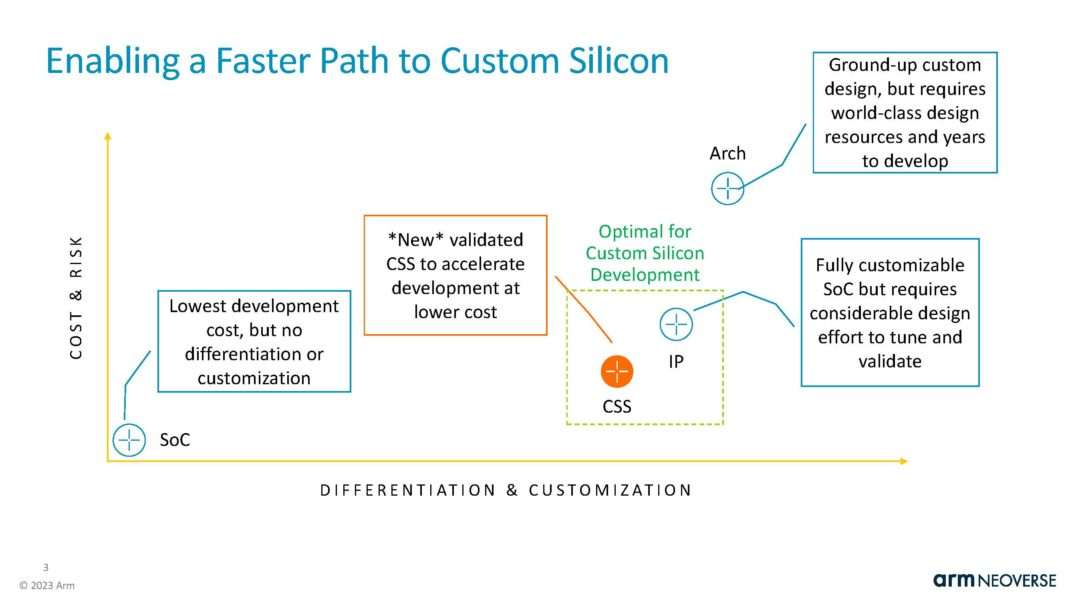 Enabling a Faster Path to Custom Silicon
Ground-up custom
design, but requires
world-class design
resources and years
to develop
Arch
COST & RISK
*New* validated
CSS to accelerate
development at
lower cost
Optimal for
Custom Silicon
Development
Fully customizable
SoC but requires
considerable design
effort to tune and
validate
Lowest development
cost, but no
differentiation or
customization
IP
CSS
SoC
DIFFERENTIATION & CUSTOMIZATION
3
© 2023 Arm
arm NEOVERSE